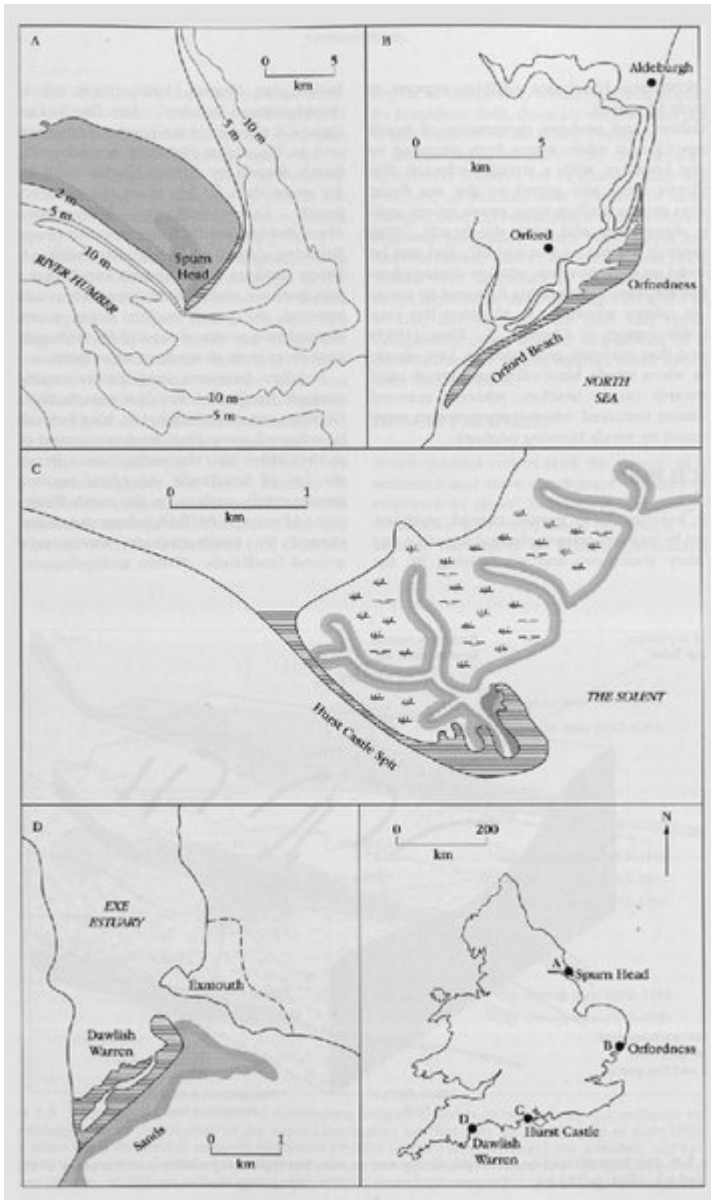 A
0 5
km
5 m
10 m
2 m
5 m
10 m
Spurn
Head
RIVER HUMBER
10 m
5 m
B
Aldeburgh
0 5
km
Orford
Orfordness
Orford Beach
NORTH
SEA
C
0 1
km
THE SOLENT
Hurst Castle Spit
D
EXE
ESTUARY
Exmouth
Dawlish
Warren
Sands
0 1
km
0 200
km
N
A
Spurn Head
B
Orfordness
C
Hurst Castle
D
Dawlish
Warren